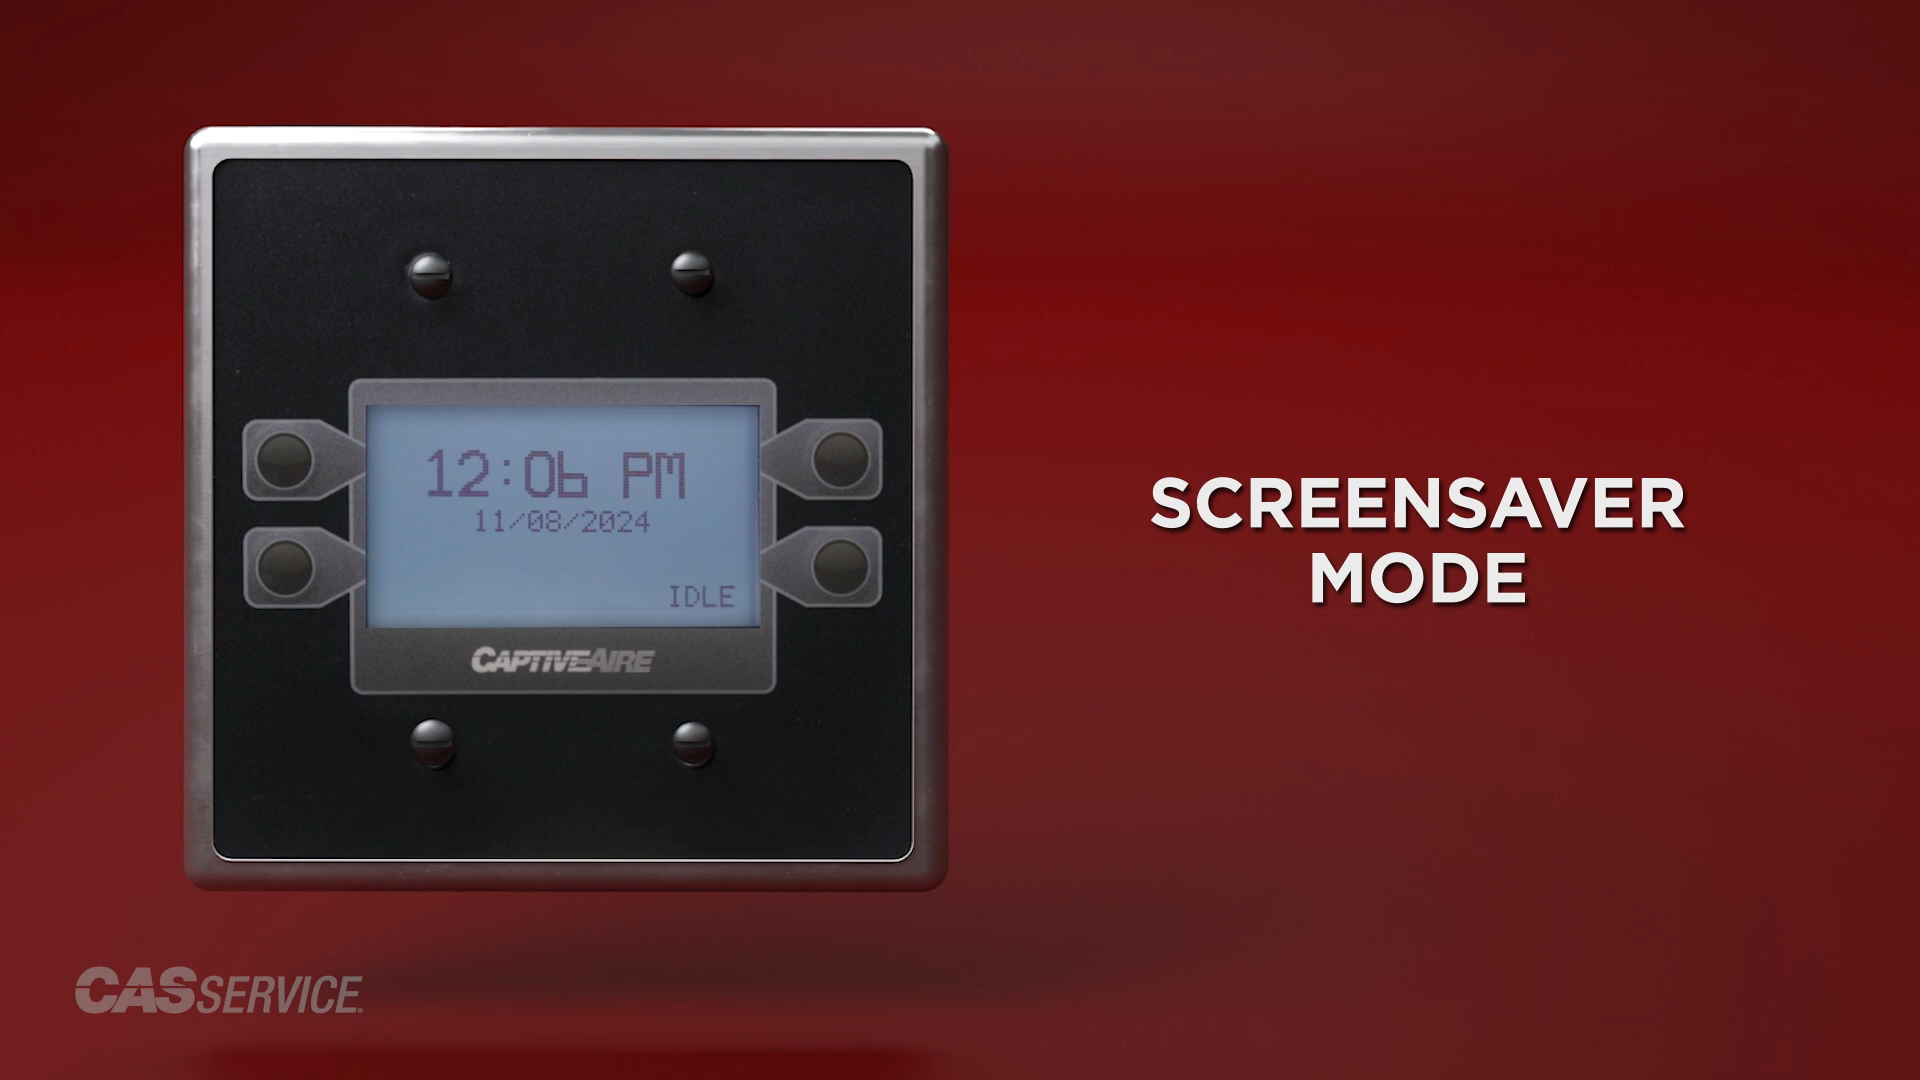 12:06 PM
11/08/2024
IDLE
CAPTIVEAIRE
SCREENSAVER
MODE
CASSERVICE.